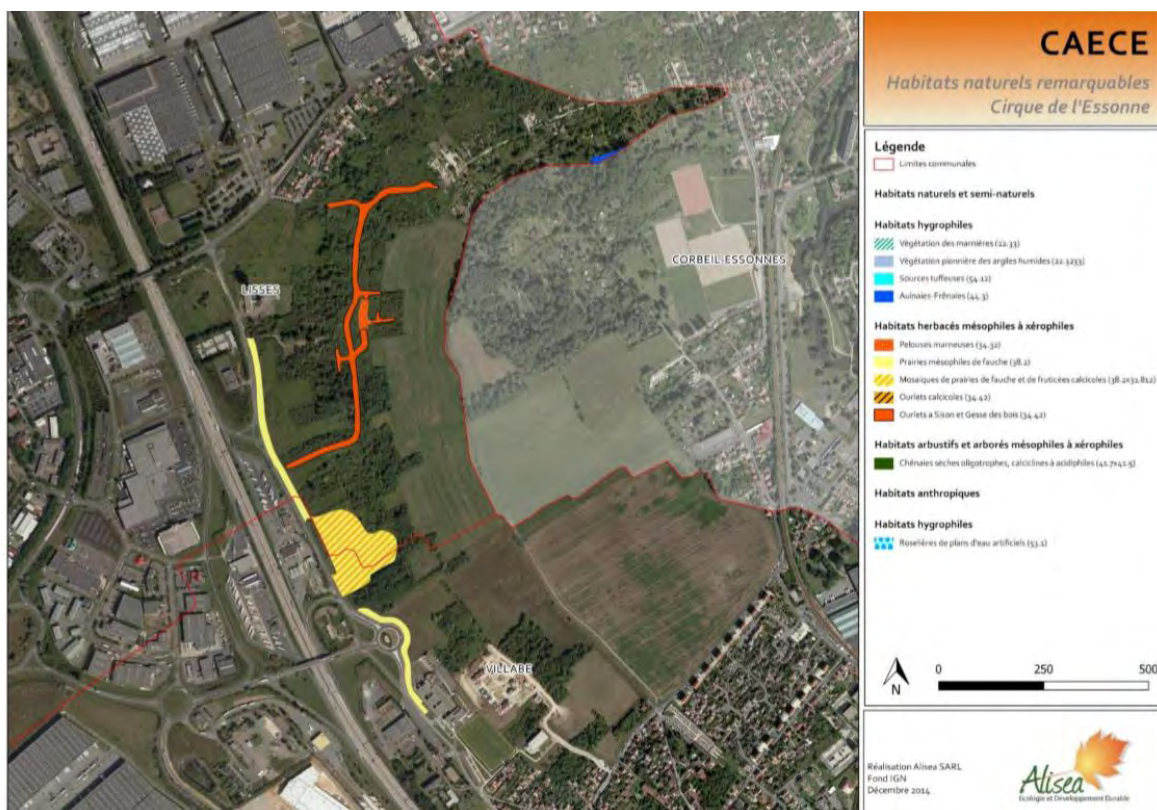 CAECE
Habitats naturels remarquables
Cirque de l'Essonne
Légende
Limites communales
Habitats naturels et semi-naturels
Habitats hygrophiles
Végétation des marnières (22.33)
Végétation pionnière des argiles humides (22.3233)
Sources tuffeuses (54.12)
Aulnaies-Frênaies (44.3)
Habitats herbacés mésophiles à xérophiles
Pelouses marneuses (34.32)
Prairies mésophiles de fauche (38.2)
Mosaïques de prairies de fauche et de fruticées calcicoles (38.2x31.812)
Ourlets calcicoles (34.42)
Ourlets a Sison et Gesse des bois (34.42)
Habitats arbustifs et arborés mésophiles à xérophiles
Chênaies sèches oligotrophes, calciclines à acidiphiles (41.7x41.5)
Habitats anthropiques
Habitats hygrophiles
Roselières de plans d'eau artificiels (53.1)
N
0 250 500
Réalisation Alisea SARL
Fond IGN
Décembre 2014
Alisea
Ecologie et Développement Durable
CORBEIL-ESSONNES
LISSES
VILLABE